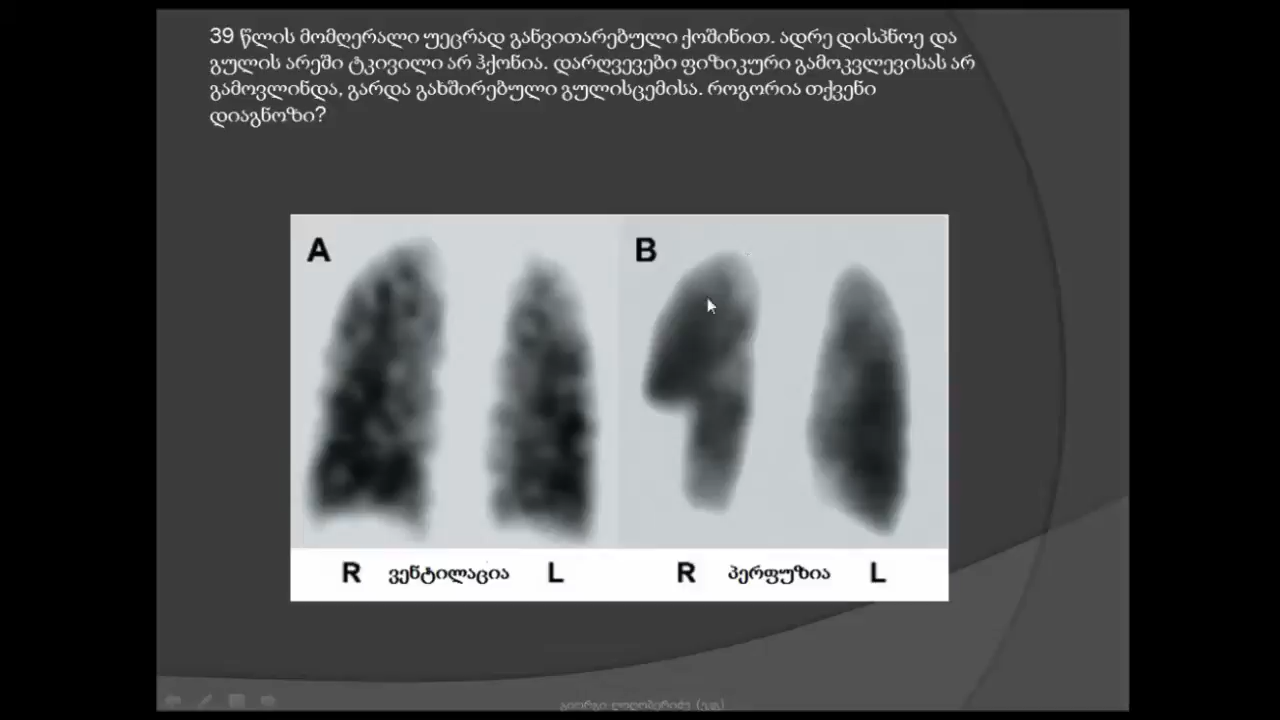 39 წლის მომღერალი უეცრად განვითარებული ქოშინით. ადრე დისპნოე და
გულის არეში ტკივილი არ ჰქონია. დარღვევები ფიზიკური გამოკვლევისას არ
გამოვლინდა, გარდა გახშირებული გულისცემისა. როგორია თქვენი
დიაგნოზი?
A B
R ვენტილაცია L R პერფუზია L
გიორგი